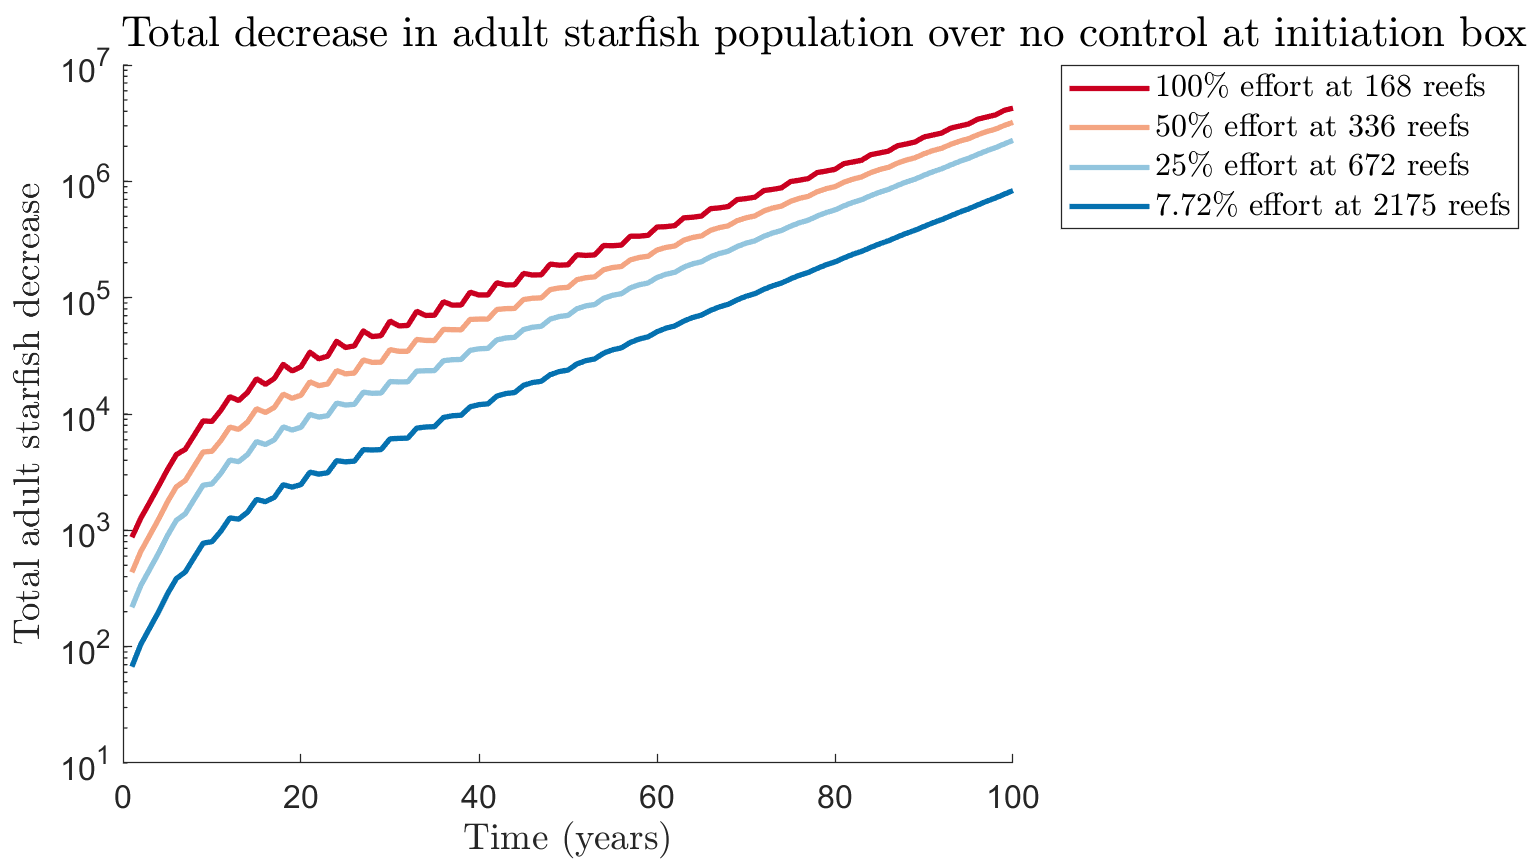 Total decrease in adult starfish population over no control at initiation box
10^7
10^6
10^5
10^4
10^3
10^2
10^1
Total adult starfish decrease
0 20 40 60 80 100
Time (years)
100% effort at 168 reefs
50% effort at 336 reefs
25% effort at 672 reefs
7.72% effort at 2175 reefs